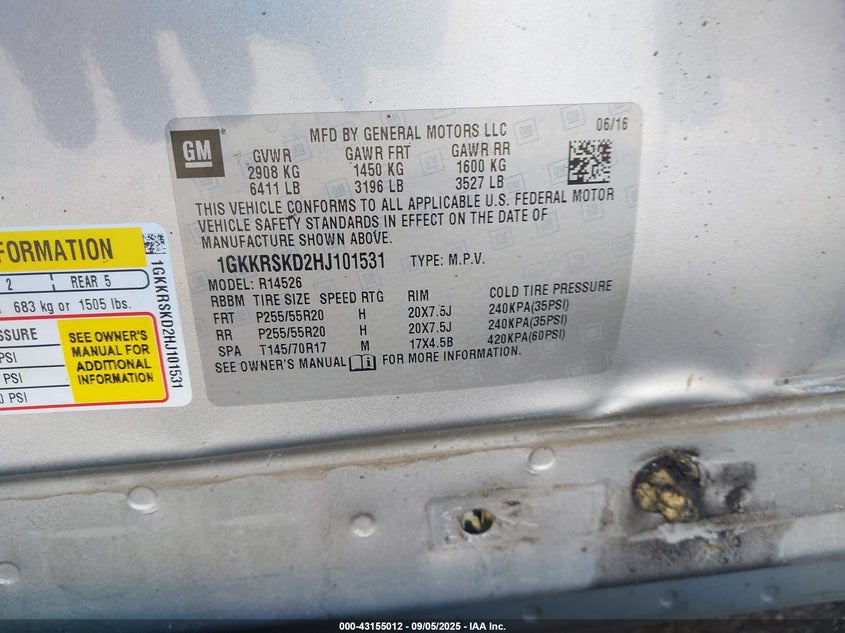 GM
MFD BY GENERAL MOTORS LLC
06/16
GVWR GAWR FRT GAWR RR
2908 KG 1450 KG 1600 KG
6411 LB 3196 LB 3527 LB
THIS VEHICLE CONFORMS TO ALL APPLICABLE U.S. FEDERAL MOTOR
VEHICLE SAFETY STANDARDS IN EFFECT ON THE DATE OF
MANUFACTURE SHOWN ABOVE.
1GKKRSKD2HJ101531 TYPE: M.P.V.
MODEL: R14526
RBBM TIRE SIZE SPEED RTG RIM COLD TIRE PRESSURE
FRT P255/55R20 H 20X7.5J 240KPA(35PSI)
RR P255/55R20 H 20X7.5J 240KPA(35PSI)
SPA T145/70R17 M 17X4.5B 420KPA(60PSI)
SEE OWNER'S MANUAL FOR MORE INFORMATION.
FORMATION
2 REAR 5
683 kg or 1505 lbs.
SSURE
PSI
PSI
0 PSI
SEE OWNER'S
MANUAL FOR
ADDITIONAL
INFORMATION
1GKKRSKD2HJ101531
000-43155012 - 09/05/2025 - IAA Inc.